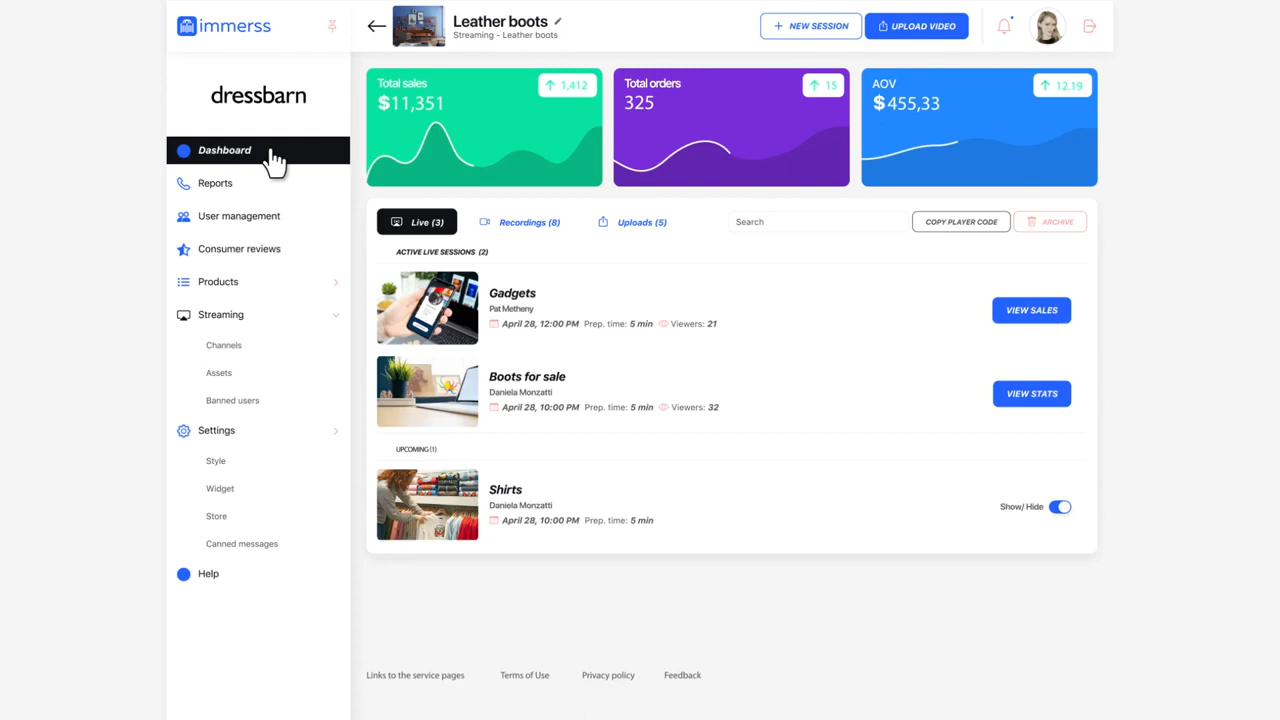 immerss
dressbarn
Dashboard
Reports
User management
Consumer reviews
Products
Streaming
Channels
Assets
Banned users
Settings
Style
Widget
Store
Canned messages
Help
Leather boots
Streaming - Leather boots
+ NEW SESSION
UPLOAD VIDEO
Total sales
$11,351
1,412
Total orders
325
15
AOV
$455,33
12.19
Live (3)
Recordings (8)
Uploads (5)
Search
COPY PLAYER CODE
ARCHIVE
ACTIVE LIVE SESSIONS (2)
Gadgets
Pat Metheny
April 28, 12:00 PM Prep. time: 5 min Viewers: 21
VIEW SALES
Boots for sale
Daniela Monzatti
April 28, 10:00 PM Prep. time: 5 min Viewers: 32
VIEW STATS
UPCOMING (1)
Shirts
Daniela Monzatti
April 28, 10:00 PM Prep. time: 5 min
Show/ Hide
Links to the service pages
Terms of Use
Privacy policy
Feedback